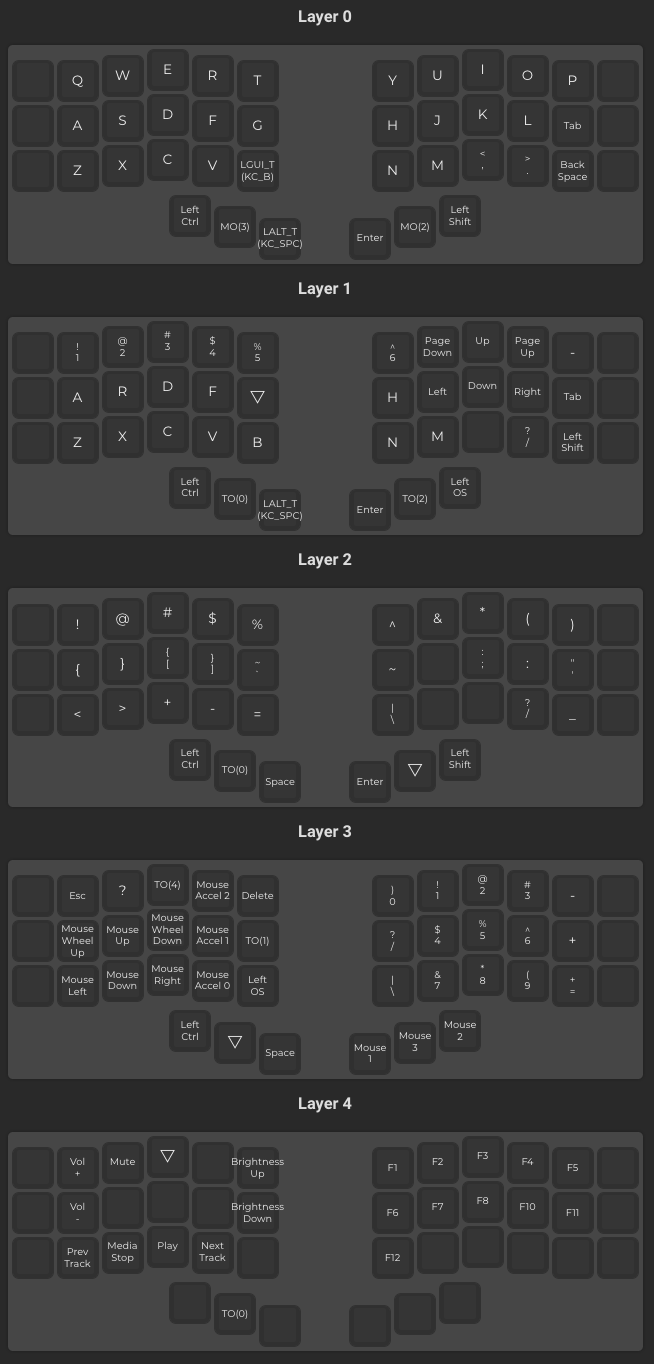 Layer 0
Q W E R T Y U I O P
A S D F G H J K L Tab
Z X C V LGUI_T (KC_B) N M < , > . Back Space
Left Ctrl MO(3) LALT_T (KC_SPC) Enter MO(2) Left Shift
Layer 1
! 1 @ 2 # 3 $ 4 % 5 ^ 6 Page Down Up Page Up -
A R D F ▽ H Left Down Right Tab
Z X C V B N M ? / Left Shift
Left Ctrl TO(0) LALT_T (KC_SPC) Enter TO(2) Left OS
Layer 2
! @ # $ % ^ & * ( )
{ } { [ } ] ~ - ~ : ; : " '
< > + - = | \ ? / _
Left Ctrl TO(0) Space Enter ▽ Left Shift
Layer 3
Esc ? TO(4) Mouse Accel 2 Delete ) 0 ! 1 @ 2 # 3 -
Mouse Wheel Up Mouse Up Mouse Wheel Down Mouse Accel 1 TO(1) ? / $ 4 % 5 ^ 6 +
Mouse Left Mouse Down Mouse Right Mouse Accel 0 Left OS | \ & 7 * 8 ( 9 + =
Left Ctrl ▽ Space Mouse 1 Mouse 3 Mouse 2
Layer 4
Vol + Mute ▽ Brightness Up F1 F2 F3 F4 F5
Vol - Brightness Down F6 F7 F8 F10 F11
Prev Track Media Stop Play Next Track F12
TO(0)